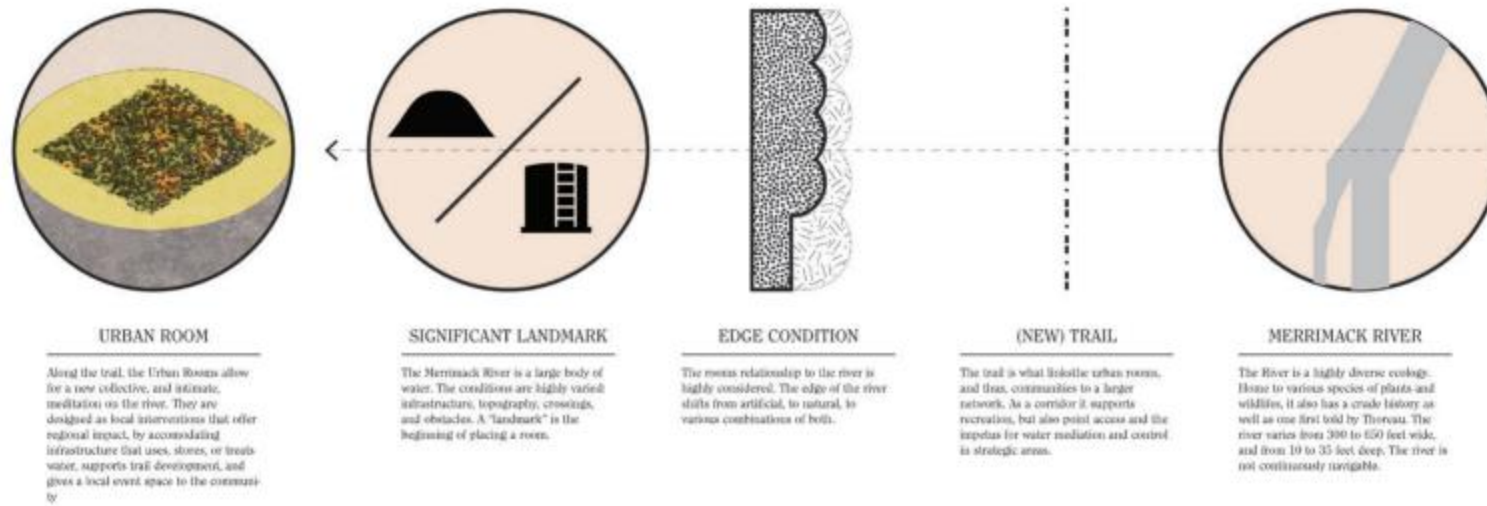 URBAN ROOM
Along the trail, the Urban Rooms allow
for a new collective, and intimate,
meditation on the river. They are
designed as local interventions that offer
regional impact, by accomodating
infrastructure that uses, stores, or treats
water, supports trail development, and
gives a local event space to the communi-
ty
SIGNIFICANT LANDMARK
The Merrimack River is a large body of
water. The conditions are highly varied:
infrastructure, topography, crossings,
and obstacles. A "landmark" is the
beginning of placing a room.
EDGE CONDITION
The rooms relationship to the river is
highly considered. The edge of the river
shifts from artificial, to natural, to
various combinations of both.
(NEW) TRAIL
The trail is what linksthe urban rooms,
and thus, communities to a larger
network. As a corridor it supports
recreation, but also point access and the
impetus for water mediation and control
in strategic areas.
MERRIMACK RIVER
The River is a highly diverse ecology.
Home to various species of plants and
wildlifes, it also has a crude history as
well as one first told by Thoreau. The
river varies from 300 to 650 feet wide,
and from 10 to 35 feet deep. The river is
not continuously navigable.